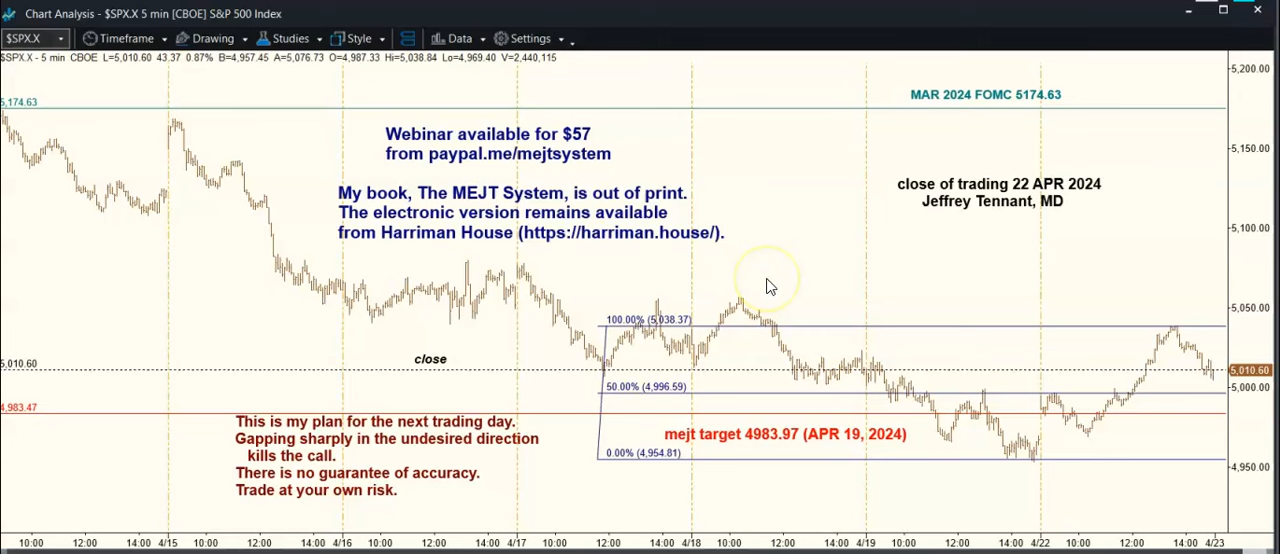 Chart Analysis - $SPX.X 5 min [CBOE] S&P 500 Index
$SPX.X Timeframe Drawing Studies Style Data Settings
$SPX.X - 5 min CBOE L=5,010.60 43.37 0.87% B=4,957.45 A=5,076.73 O=4,987.33 Hi=5,038.84 Lo=4,969.40 V=2,440,115
5,200.00
MAR 2024 FOMC 5174.63
5,174.63
Webinar available for $57
from paypal.me/mejtsystem
5,150.00
close of trading 22 APR 2024
Jeffrey Tennant, MD
My book, The MEJT System, is out of print.
The electronic version remains available
from Harriman House (https://harriman.house/).
5,100.00
5,050.00
100.00% (5,038.37)
close
5,010.60
5,010.60
50.00% (4,996.59)
5,000.00
4,983.47
This is my plan for the next trading day.
Gapping sharply in the undesired direction
kills the call.
There is no guarantee of accuracy.
Trade at your own risk.
mejt target 4983.97 (APR 19, 2024)
0.00% (4,954.81)
4,950.00
10:00 12:00 14:00 4/15 10:00 12:00 14:00 4/16 10:00 12:00 14:00 4/17 10:00 12:00 14:00 4/18 10:00 12:00 14:00 4/19 10:00 12:00 14:00 4/22 10:00 12:00 14:00 4/23